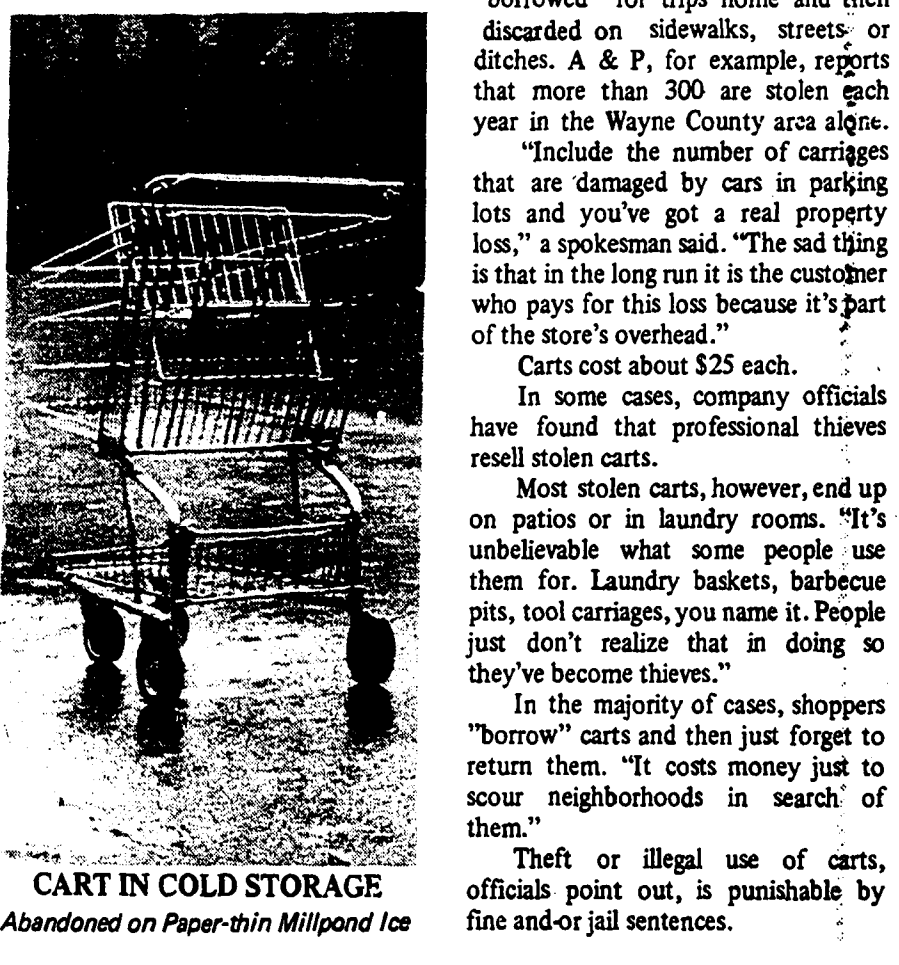 "borrowed" for trips home and then
discarded on sidewalks, streets or
ditches. A & P, for example, reports
that more than 300 are stolen each
year in the Wayne County area alone.
"Include the number of carriages
that are damaged by cars in parking
lots and you've got a real property
loss," a spokesman said. "The sad thing
is that in the long run it is the customer
who pays for this loss because it's part
of the store's overhead."
Carts cost about $25 each.
In some cases, company officials
have found that professional thieves
resell stolen carts.
Most stolen carts, however, end up
on patios or in laundry rooms. "It's
unbelievable what some people use
them for. Laundry baskets, barbecue
pits, tool carriages, you name it. People
just don't realize that in doing so
they've become thieves."
In the majority of cases, shoppers
"borrow" carts and then just forget to
return them. "It costs money just to
scour neighborhoods in search of
them."
Theft or illegal use of carts,
officials point out, is punishable by
fine and-or jail sentences.
CART IN COLD STORAGE
Abandoned on Paper-thin Millpond Ice